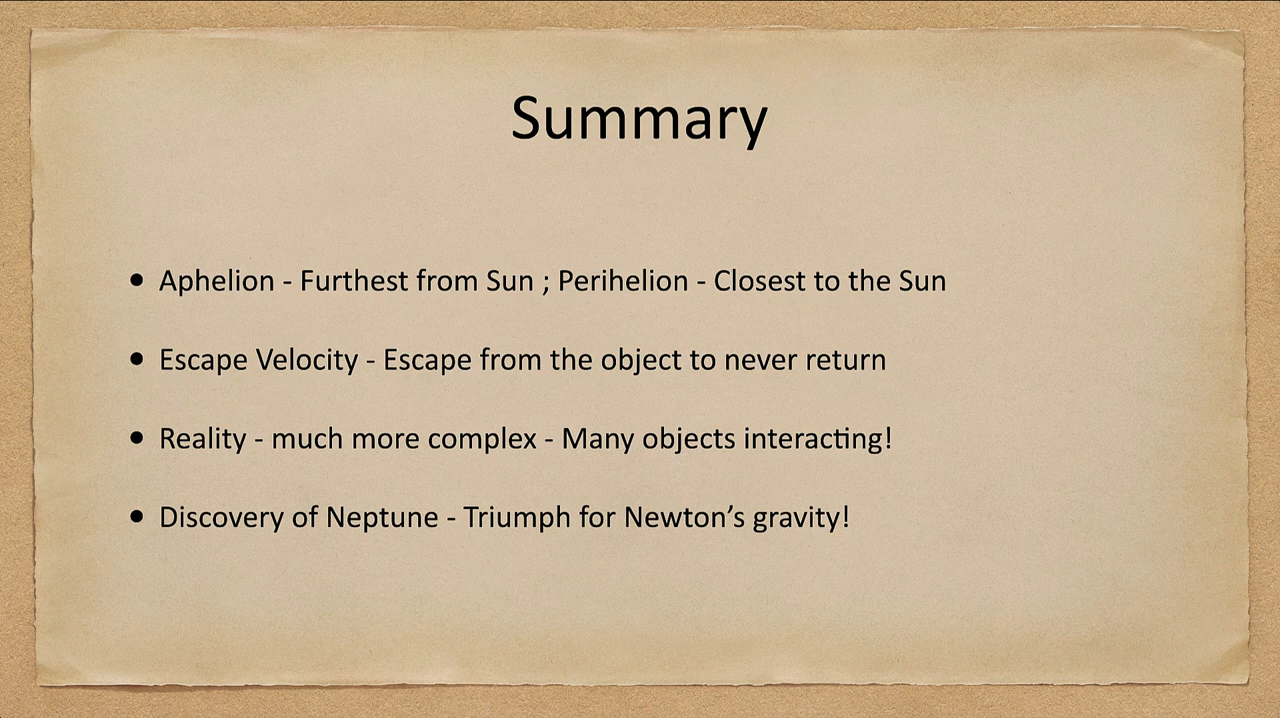 Summary
• Aphelion - Furthest from Sun ; Perihelion - Closest to the Sun
• Escape Velocity - Escape from the object to never return
• Reality - much more complex - Many objects interacting!
• Discovery of Neptune - Triumph for Newton’s gravity!